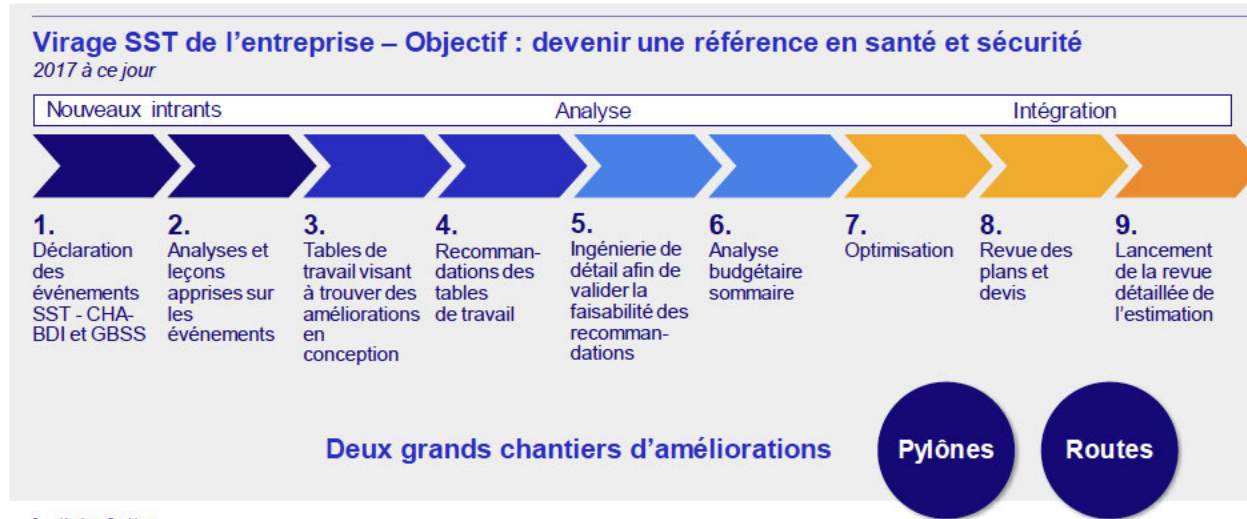 Virage SST de l'entreprise – Objectif : devenir une référence en santé et sécurité
2017 à ce jour
Nouveaux intrants
Analyse
Intégration
1.
Déclaration
des
événements
SST - CHA-
BDI et GBSS
2.
Analyses et
leçons
apprises sur
les
événements
3.
Tables de
travail visant
à trouver des
améliorations
en
conception
4.
Recomman-
dations des
tables
de travail
5.
Ingénierie de
détail afin de
valider la
faisabilité des
recomman-
dations
6.
Analyse
budgétaire
sommaire
7.
Optimisation
8.
Revue des
plans et
devis
9.
Lancement
de la revue
détaillée de
l'estimation
Deux grands chantiers d'améliorations
Pylônes
Routes